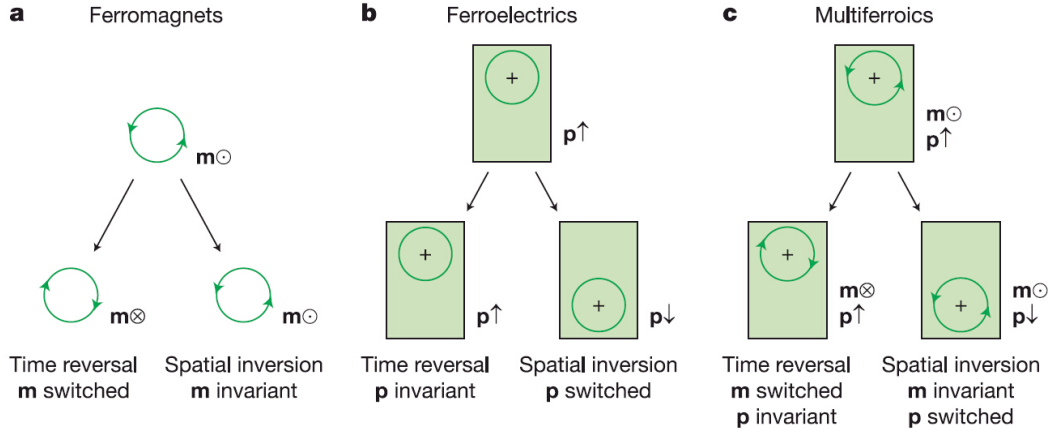 a Ferromagnets
m⊙
m⊗
m⊙
Time reversal
m switched
Spatial inversion
m invariant
b Ferroelectrics
+
p↑
+
p↑
+
p↓
Time reversal
p invariant
Spatial inversion
p switched
c Multiferroics
+
m⊙
p↑
+
m⊗
p↑
+
m⊙
p↓
Time reversal
m switched
p invariant
Spatial inversion
m invariant
p switched